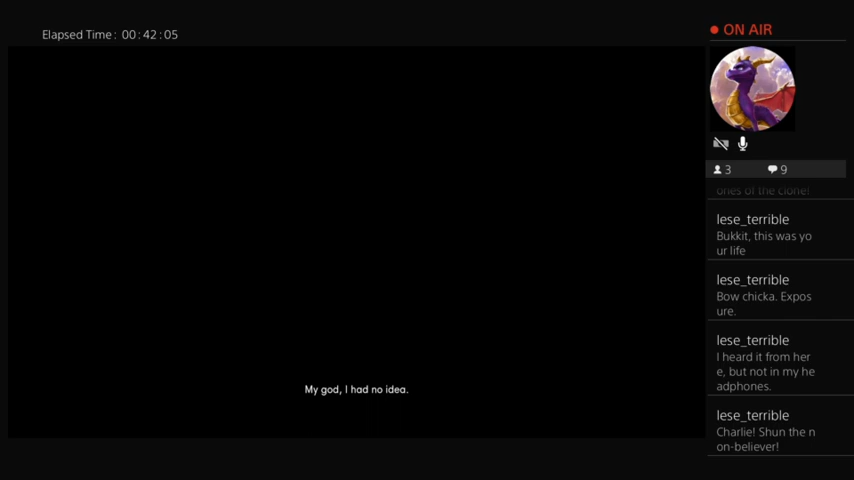 Elapsed Time: 00:42:05
ON AIR
3
9
ones of the clone!
lese_terrible
Bukkit, this was yo
ur life
lese_terrible
Bow chicka. Expos
ure.
lese_terrible
I heard it from her
e, but not in my he
adphones.
lese_terrible
Charlie! Shun the n
on-believer!
My god, I had no idea.